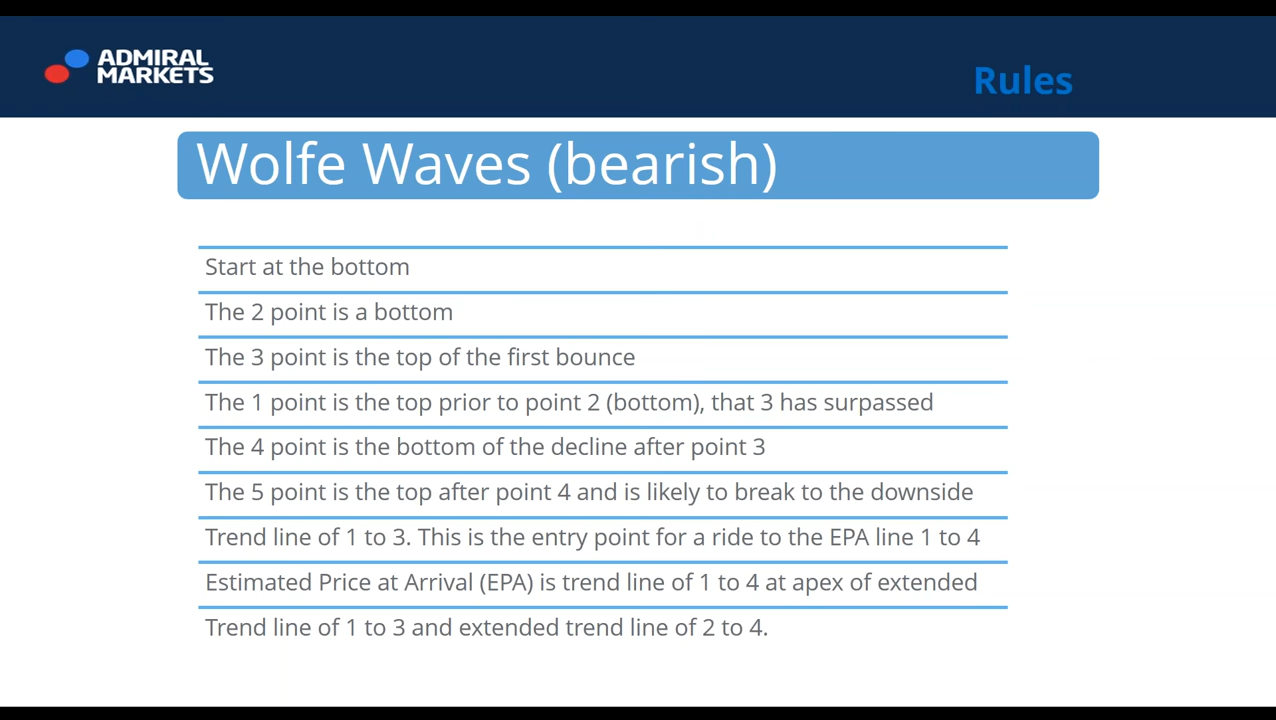 ADMIRAL
MARKETS
Rules
Wolfe Waves (bearish)
Start at the bottom
The 2 point is a bottom
The 3 point is the top of the first bounce
The 1 point is the top prior to point 2 (bottom), that 3 has surpassed
The 4 point is the bottom of the decline after point 3
The 5 point is the top after point 4 and is likely to break to the downside
Trend line of 1 to 3. This is the entry point for a ride to the EPA line 1 to 4
Estimated Price at Arrival (EPA) is trend line of 1 to 4 at apex of extended
Trend line of 1 to 3 and extended trend line of 2 to 4.